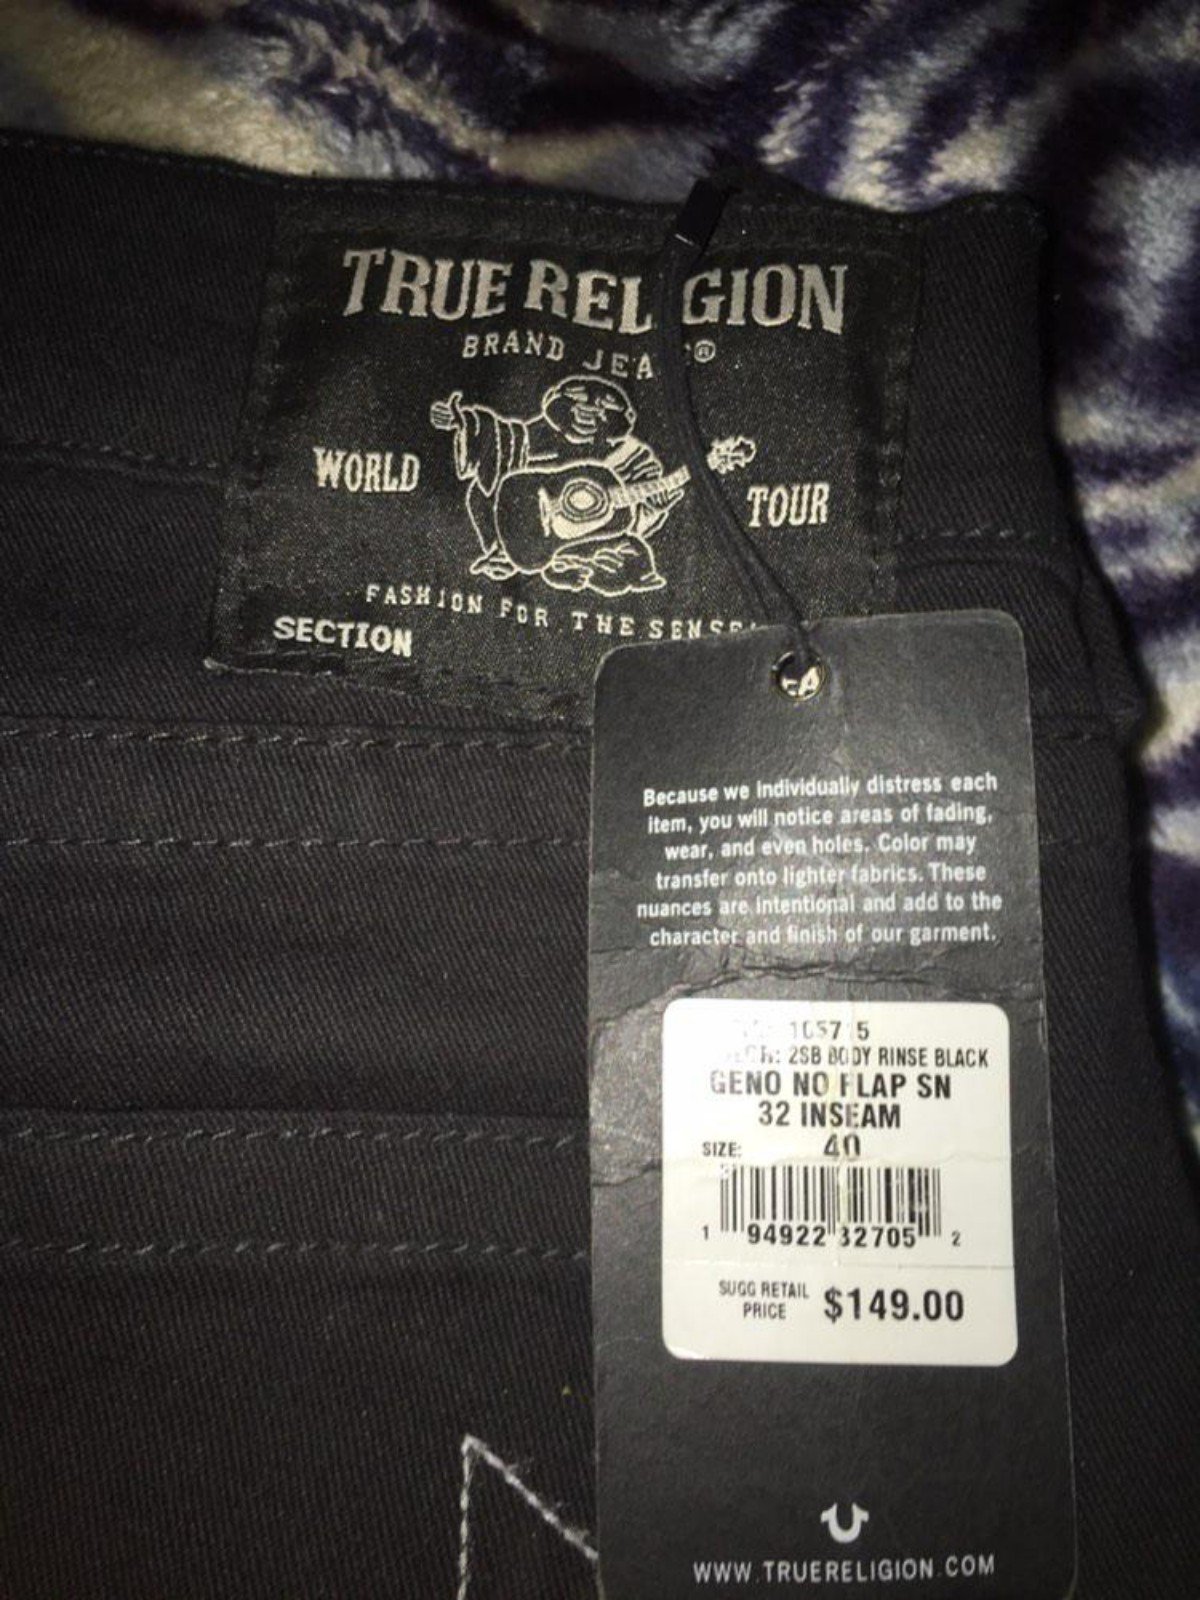 TRUE RELIGION
BRAND JEA ®
WORLD
TOUR
FASHION FOR THE SENSE
SECTION
Because we individually distress each
item, you will notice areas of fading,
wear, and even holes. Color may
transfer onto lighter fabrics. These
nuances are intentional and add to the
character and finish of our garment.
2SB BODY RINSE BLACK
GENO NO FLAP SN
32 INSEAM
SIZE: 40
1 94922 32705 2
SUGG RETAIL
PRICE $149.00
WWW.TRUERELIGION.COM